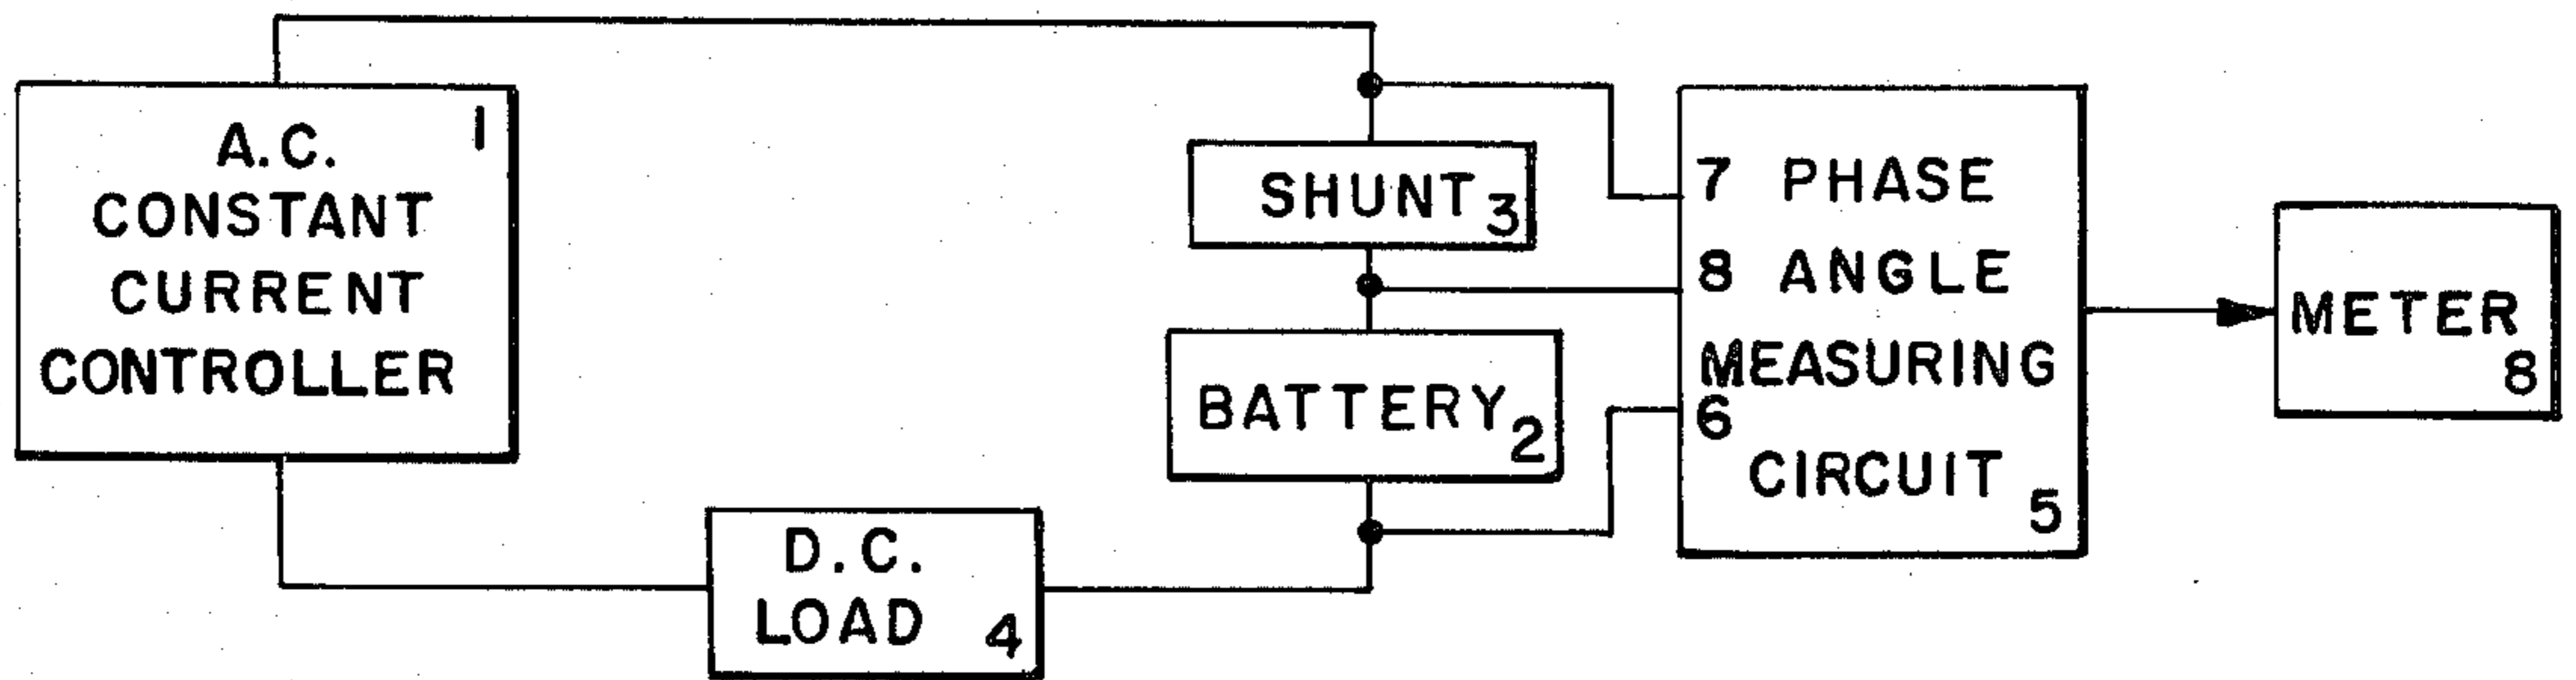 1
A.C.
CONSTANT
CURRENT
CONTROLLER
SHUNT 3
BATTERY 2
D.C.
LOAD 4
7 PHASE
8 ANGLE
MEASURING
6
CIRCUIT
5
METER
8